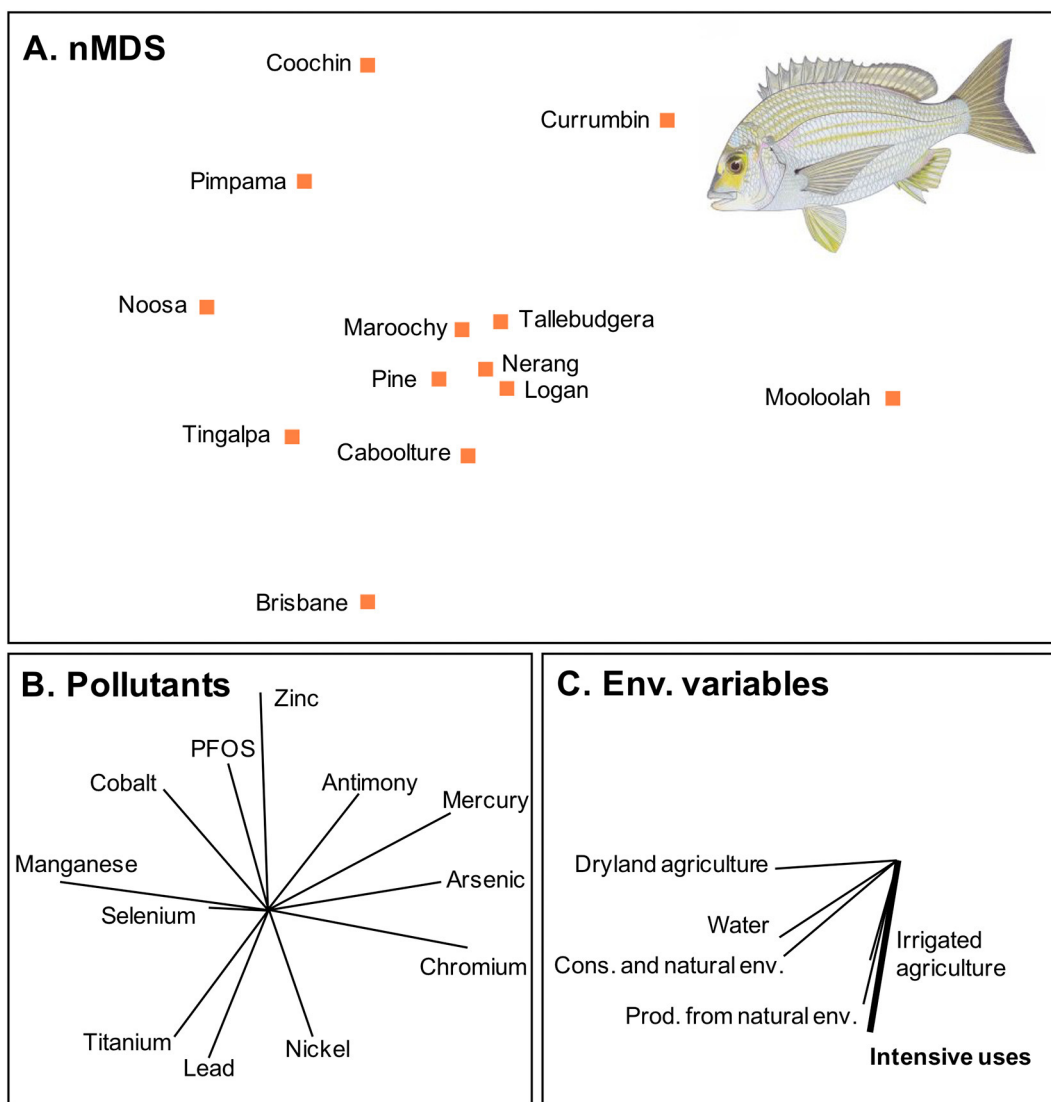 A. nMDS
Coochin
Currumbin
Pimpama
Noosa
Maroochy
Tallebudgera
Pine
Nerang
Logan
Mooloolah
Tingalpa
Caboolture
Brisbane
B. Pollutants
Zinc
PFOS
Cobalt
Antimony
Mercury
Manganese
Arsenic
Selenium
Chromium
Titanium
Nickel
Lead
C. Env. variables
Dryland agriculture
Water
Irrigated
agriculture
Cons. and natural env.
Prod. from natural env.
Intensive uses